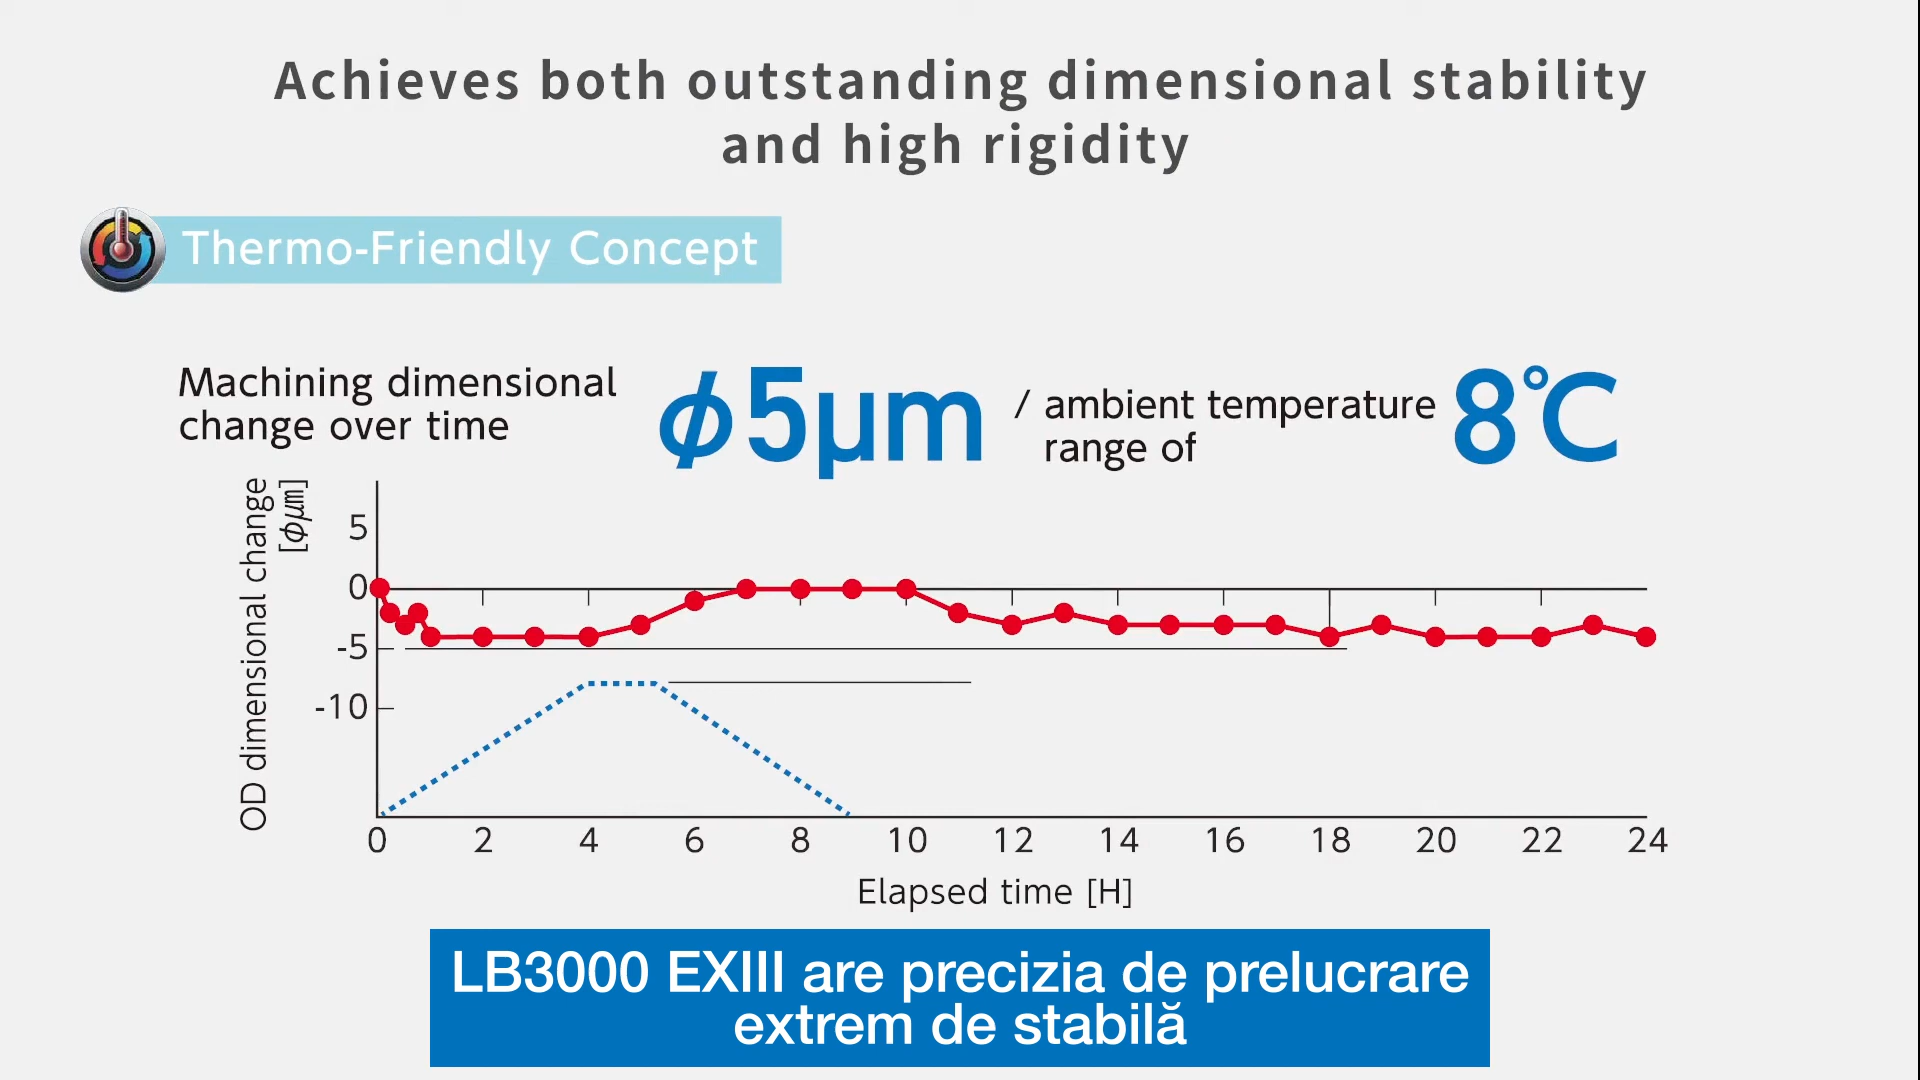 Achieves both outstanding dimensional stability
and high rigidity
Thermo-Friendly Concept
Machining dimensional
change over time
ϕ5μm
/ ambient temperature
range of
8℃
OD dimensional change
[ϕμm]
5
0
-5
-10
0 2 4 6 8 10 12 14 16 18 20 22 24
Elapsed time [H]
LB3000 EXIII are precizia de prelucrare
extrem de stabilă